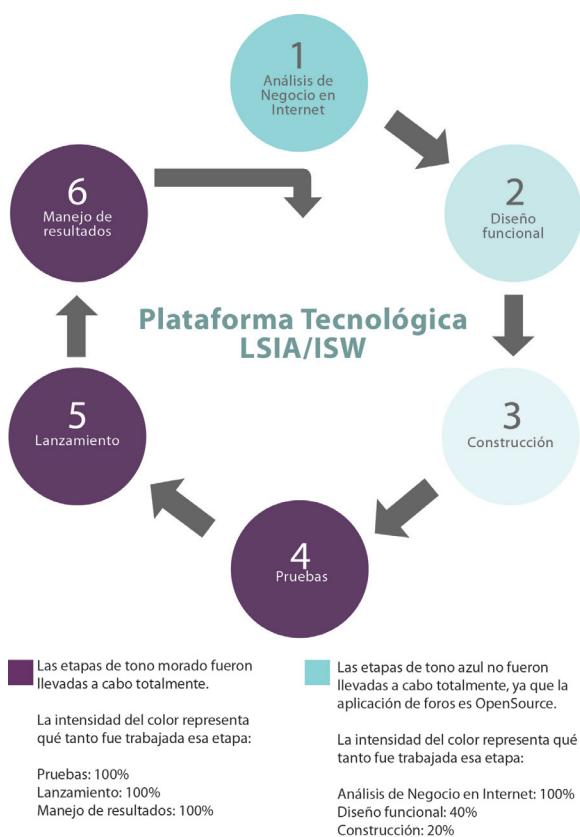 1
Análisis de
Negocio en
Internet
2
Diseño
funcional
3
Construcción
4
Pruebas
5
Lanzamiento
6
Manejo de
resultados
Plataforma Tecnológica
LSIA/ISW
Las etapas de tono morado fueron
llevadas a cabo totalmente.
La intensidad del color representa
qué tanto fue trabajada esa etapa:
Pruebas: 100%
Lanzamiento: 100%
Manejo de resultados: 100%
Las etapas de tono azul no fueron
llevadas a cabo totalmente, ya que la
aplicación de foros es OpenSource.
La intensidad del color representa qué
tanto fue trabajada esa etapa:
Análisis de Negocio en Internet: 100%
Diseño funcional: 40%
Construcción: 20%